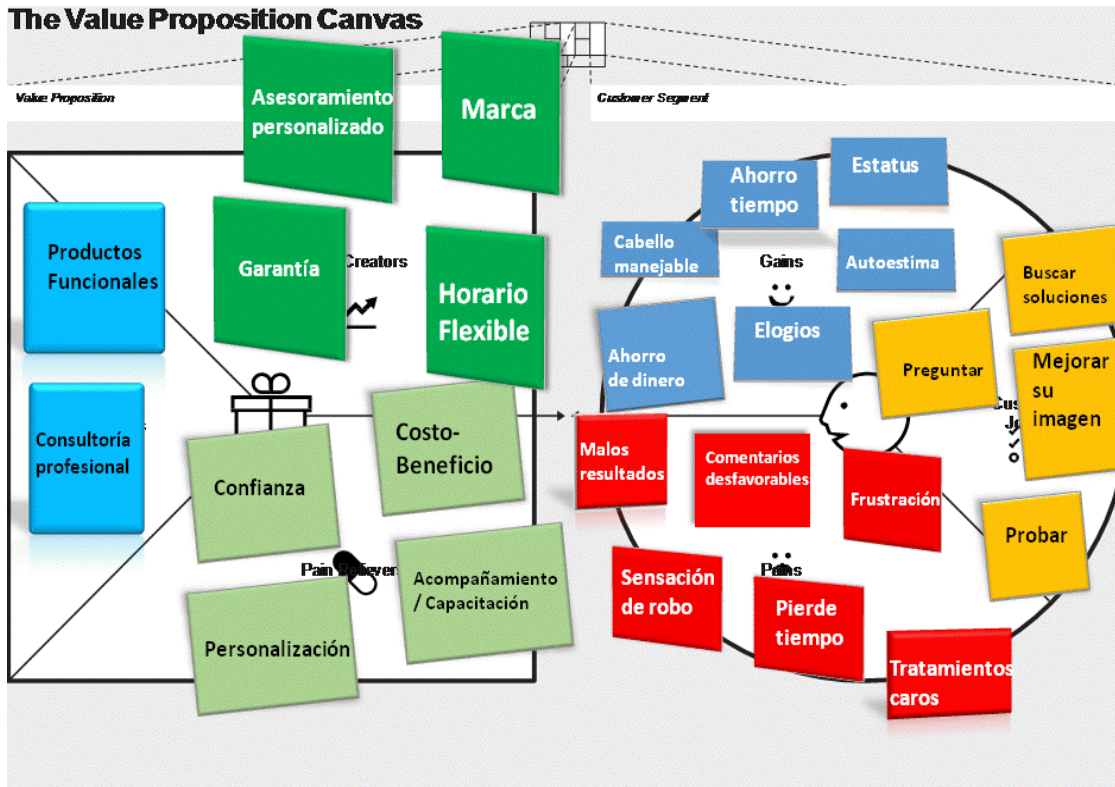 The Value Proposition Canvas
Value Proposition
Customer Segment
Asesoramiento
personalizado
Marca
Productos
Funcionales
Garantía
Creators
Horario
Flexible
Consultoría
profesional
Confianza
Costo-
Beneficio
Pain Reliever
Personalización
Acompañamiento
/ Capacitación
Estatus
Ahorro
tiempo
Cabello
manejable
Gains
Autoestima
Buscar
soluciones
Ahorro
de dinero
Elogios
Preguntar
Mejorar
su
imagen
Malos
resultados
Comentarios
desfavorables
Frustración
Probar
Pains
Sensación
de robo
Pierde
tiempo
Tratamientos
caros